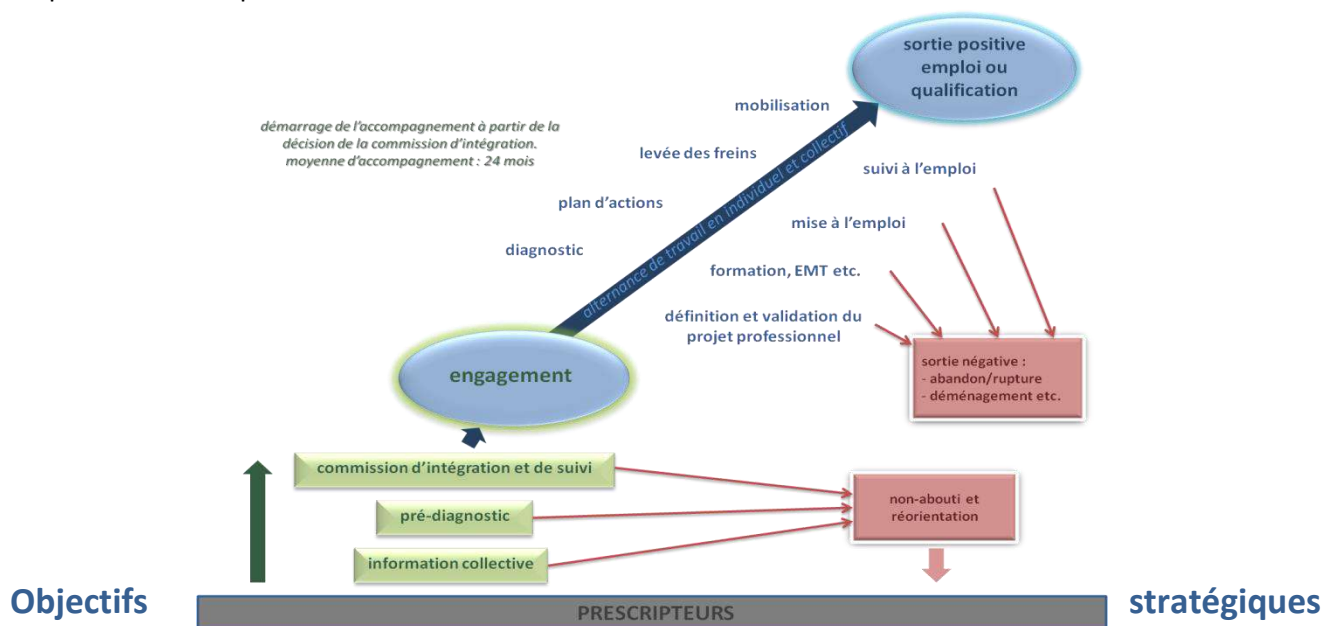 sortie positive
emploi ou
qualification
mobilisation
démarrage de l'accompagnement à partir de la
décision de la commission d'intégration.
moyenne d'accompagnement : 24 mois
levée des freins
plan d'actions
diagnostic
alternance de travail en individuel et collectif
suivi à l'emploi
mise à l'emploi
formation, EMT etc.
définition et validation du
projet professionnel
sortie négative :
- abandon/rupture
- déménagement etc.
engagement
commission d'intégration et de suivi
pré-diagnostic
information collective
non-abouti et
réorientation
Objectifs stratégiques
PRESCRIPTEURS